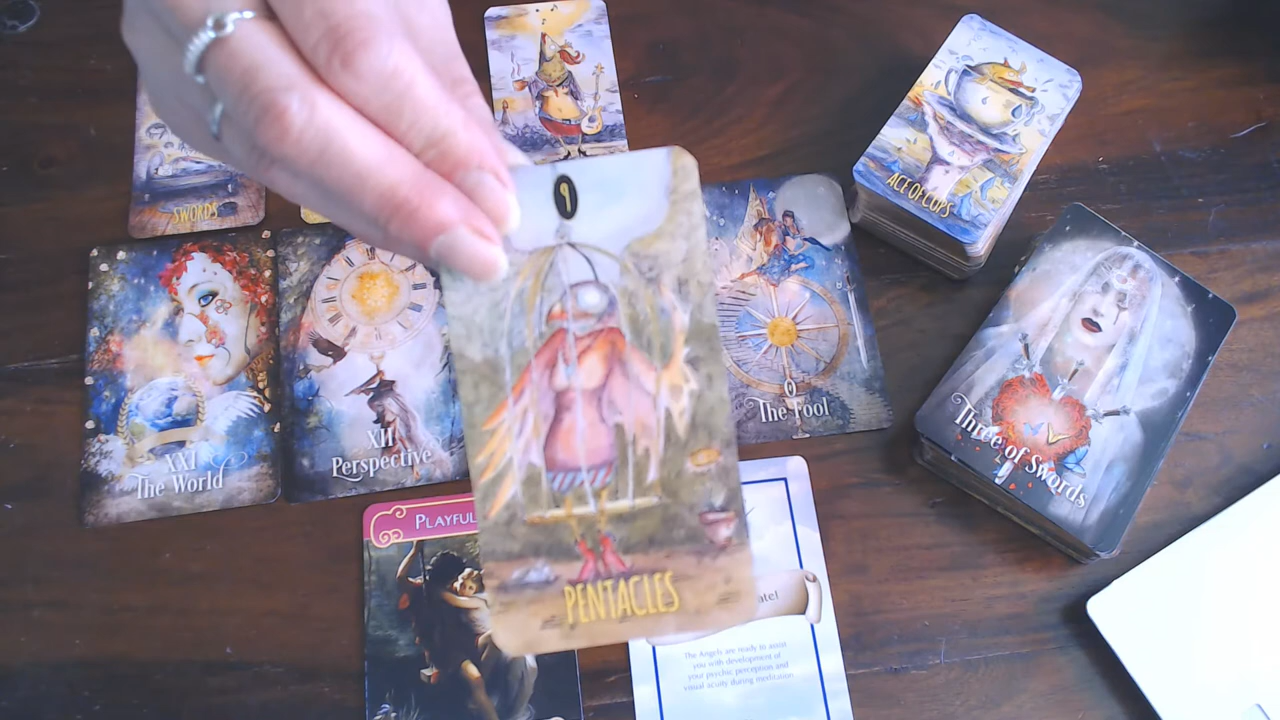 SWORDS
ACE OF CUPS
9
XXI
The World
XII
Perspective
0
The Fool
Three of Swords
PLAYFUL
PENTACLES
The Angels are ready to assist
you with development of
your psychic perception and
visual acuity during meditation